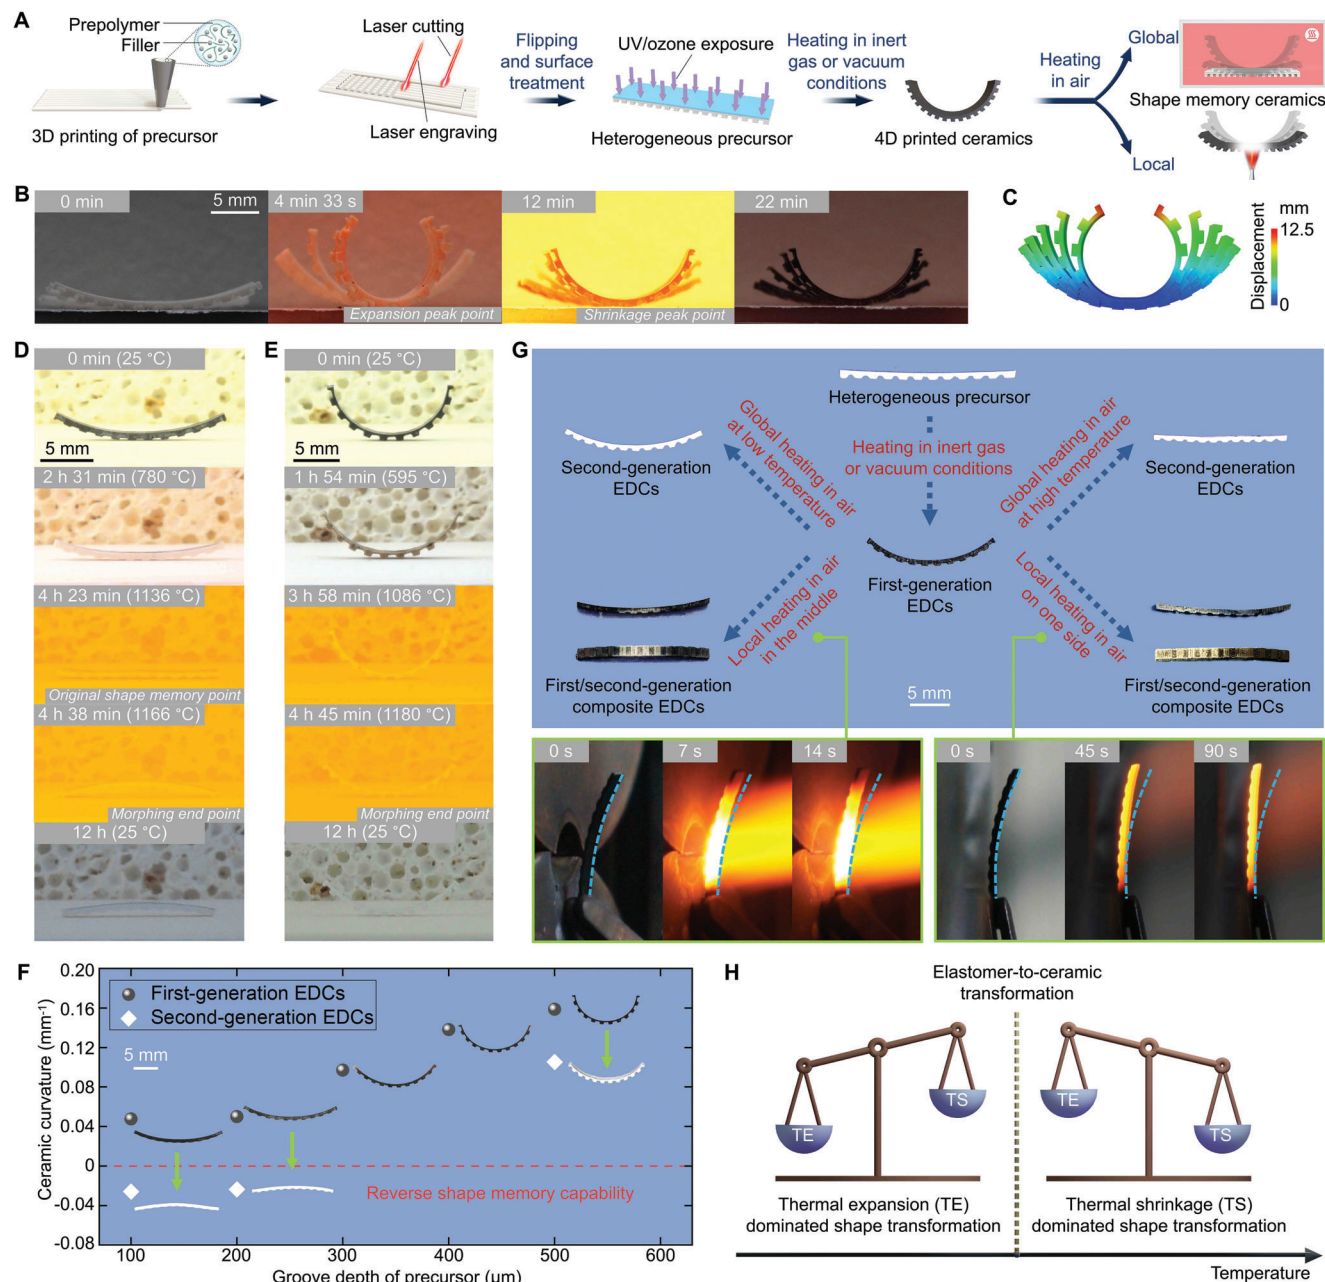 A
Prepolymer
Filler
3D printing of precursor
Laser cutting
Laser engraving
Flipping
and surface
treatment
UV/ozone exposure
Heterogeneous precursor
Heating in inert
gas or vacuum
conditions
4D printed ceramics
Heating
in air
Global
Shape memory ceramics
Local
B
0 min
5 mm
4 min 33 s
Expansion peak point
12 min
Shrinkage peak point
22 min
C
Displacement
mm
12.5
0
D
0 min (25 °C)
5 mm
2 h 31 min (780 °C)
4 h 23 min (1136 °C)
Original shape memory point
4 h 38 min (1166 °C)
Morphing end point
12 h (25 °C)
E
0 min (25 °C)
5 mm
1 h 54 min (595 °C)
3 h 58 min (1086 °C)
4 h 45 min (1180 °C)
Morphing end point
12 h (25 °C)
G
Heterogeneous precursor
Heating in inert gas
or vacuum conditions
First-generation
EDCs
Global heating in air
at low temperature
Second-generation
EDCs
Global heating in air
at high temperature
Second-generation
EDCs
Local heating in air
in the middle
First/second-generation
composite EDCs
Local heating in air
on one side
First/second-generation
composite EDCs
5 mm
0 s
7 s
14 s
0 s
45 s
90 s
F
Ceramic curvature (mm-1)
0.20
0.16
0.12
0.08
0.04
0
-0.04
-0.08
First-generation EDCs
Second-generation EDCs
5 mm
Reverse shape memory capability
100
200
300
400
500
600
Groove depth of precursor (μm)
H
Elastomer-to-ceramic
transformation
TE
TS
TE
TS
Thermal expansion (TE)
dominated shape transformation
Thermal shrinkage (TS)
dominated shape transformation
Temperature